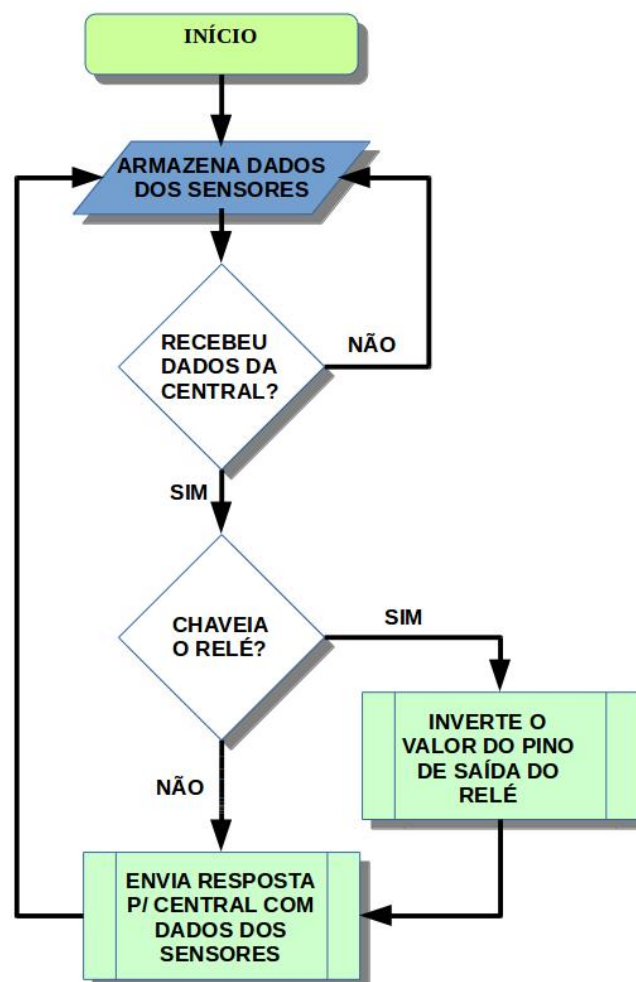 INÍCIO
ARMAZENA DADOS
DOS SENSORES
RECEBEU
DADOS DA
CENTRAL?
NÃO
SIM
CHAVEIA
O RELÉ?
SIM
INVERTE O
VALOR DO PINO
DE SAÍDA DO
RELÉ
NÃO
ENVIA RESPOSTA
P/ CENTRAL COM
DADOS DOS
SENSORES